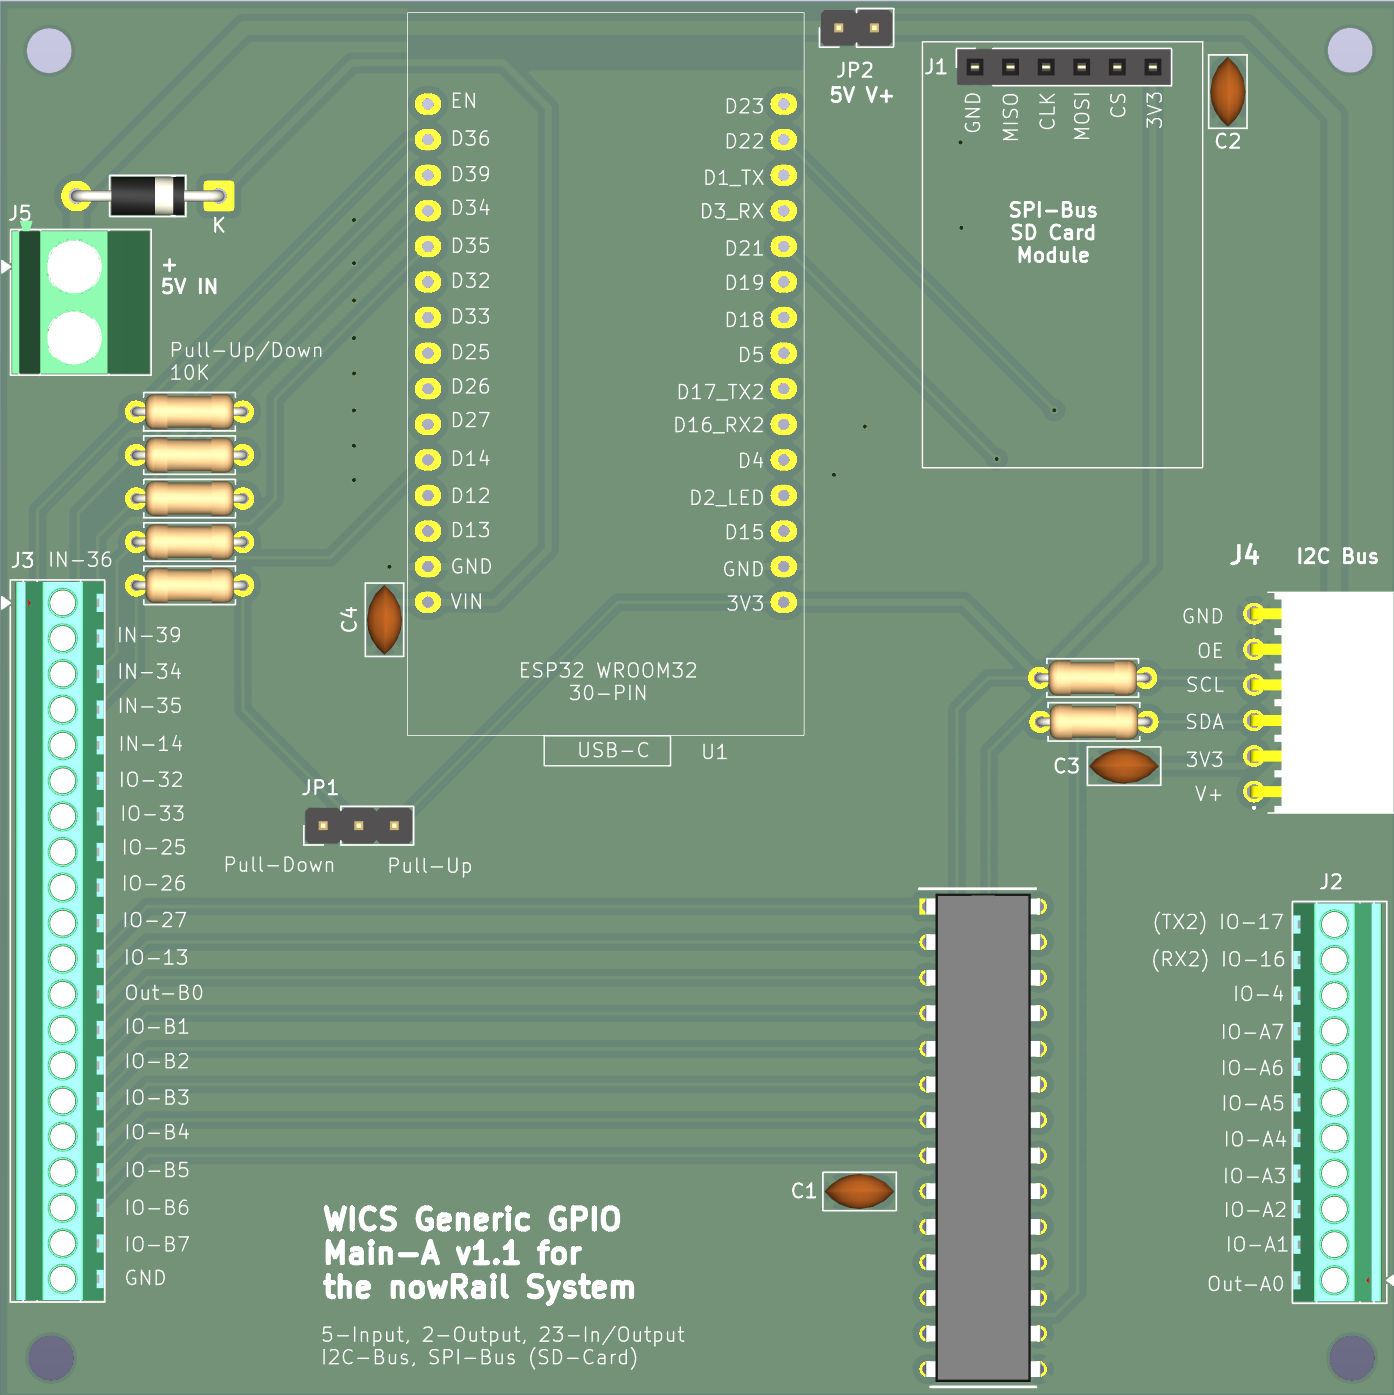 JP2
5V V+
J1
GND
MISO
CLK
MOSI
CS
3V3
C2
SPI-Bus
SD Card
Module
EN
D36
D39
D34
D35
D32
D33
D25
D26
D27
D14
D12
D13
GND
VIN
D23
D22
D1_TX
D3_RX
D21
D19
D18
D5
D17_TX2
D16_RX2
D4
D2_LED
D15
GND
3V3
ESP32 WROOM32
30-PIN
USB-C
U1
K
J5
+
5V IN
Pull-Up/Down
10K
J3
IN-36
IN-39
IN-34
IN-35
IN-14
IO-32
IO-33
IO-25
IO-26
IO-27
IO-13
Out-B0
IO-B1
IO-B2
IO-B3
IO-B4
IO-B5
IO-B6
IO-B7
GND
C4
JP1
Pull-Down
Pull-Up
J4
I2C Bus
GND
OE
SCL
SDA
3V3
V+
C3
J2
(TX2) IO-17
(RX2) IO-16
IO-4
IO-A7
IO-A6
IO-A5
IO-A4
IO-A3
IO-A2
IO-A1
Out-A0
C1
WICS Generic GPIO
Main-A v1.1 for
the nowRail System
5-Input, 2-Output, 23-In/Output
I2C-Bus, SPI-Bus (SD-Card)